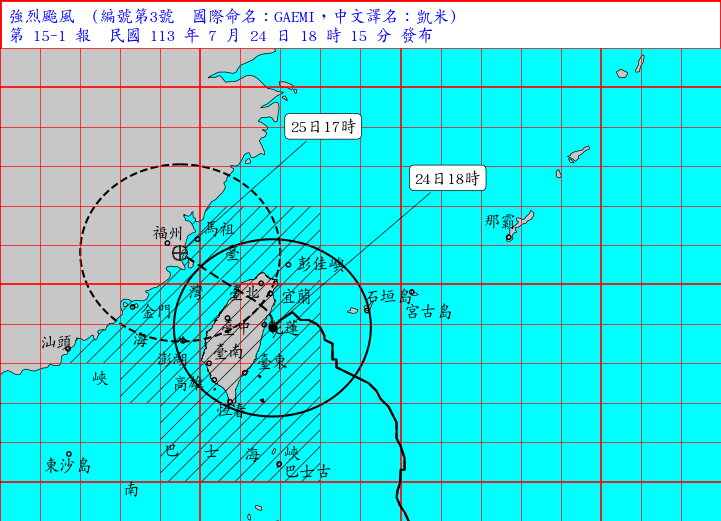 強烈颱風 (編號第3號 國際命名：GAEMI，中文譯名：凱米)
第 15-1 報 民國 113 年 7 月 24 日 18 時 15 分 發布
25日17時
24日18時
那霸
馬祖
福州
臺
彭佳嶼
灣
臺北
宜蘭
石垣島
宮古島
金門
臺中
花蓮
海
汕頭
澎湖
臺南
臺東
峽
高雄
恆春
巴 士 海 峽
東沙島
巴士古
南